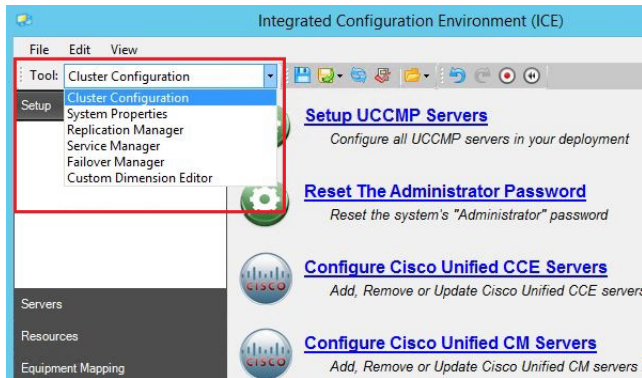 Integrated Configuration Environment (ICE)
File Edit View
Tool: Cluster Configuration
Cluster Configuration
System Properties
Replication Manager
Service Manager
Failover Manager
Custom Dimension Editor
Setup
Servers
Resources
Equipment Mapping
Setup UCCMP Servers
Configure all UCCMP servers in your deployment
Reset The Administrator Password
Reset the system's "Administrator" password
CISCO
Configure Cisco Unified CCE Servers
Add, Remove or Update Cisco Unified CCE servers
CISCO
Configure Cisco Unified CM Servers
Add, Remove or Update Cisco Unified CM servers